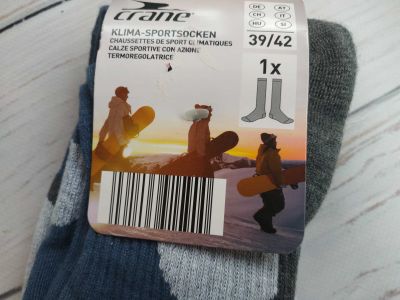 crane
KLIMA-SPORTSOCKEN
CHAUSSETTES DE SPORT CLIMATIQUES
CALZE SPORTIVE CON AZIONE
TERMOREGOLATRICE
DE AT
CH IT
HU SI
39/42
1x